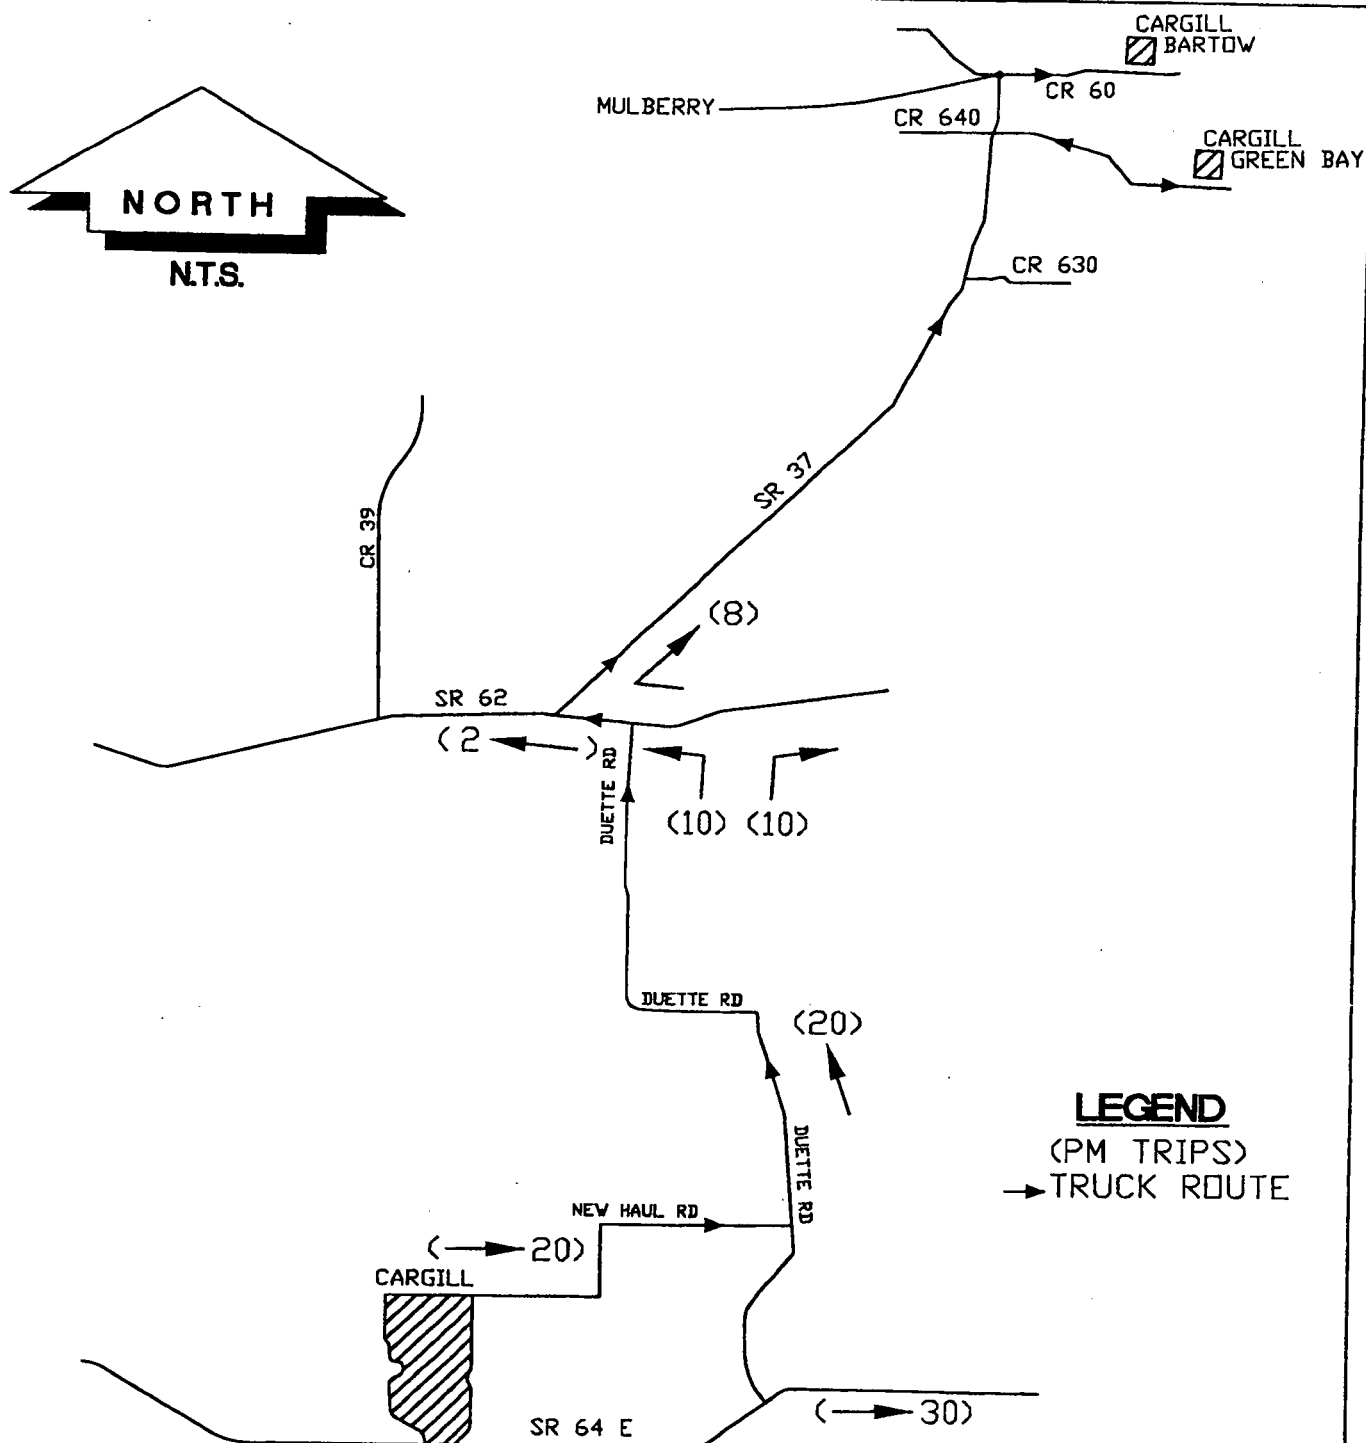 CARGILL
BARTOW
MULBERRY
CR 60
CR 640
CARGILL
GREEN BAY
NORTH
N.T.S.
CR 630
SR 37
CR 39
(8)
SR 62
(2 )
DUETTE RD
(10) (10)
DUETTE RD
(20)
LEGEND
(PM TRIPS)
TRUCK ROUTE
DUETTE RD
NEW HAUL RD
( 20)
CARGILL
( 30)
SR 64 E